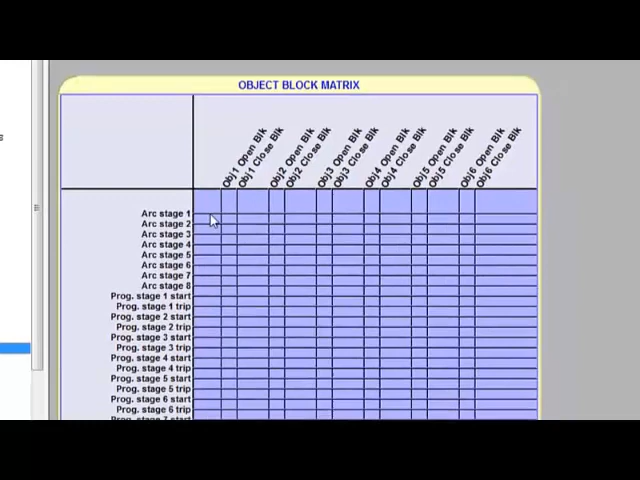 OBJECT BLOCK MATRIX
Obj1 Open Blk
Obj1 Close Blk
Obj2 Open Blk
Obj2 Close Blk
Obj3 Open Blk
Obj3 Close Blk
Obj4 Open Blk
Obj4 Close Blk
Obj5 Open Blk
Obj5 Close Blk
Obj6 Open Blk
Obj6 Close Blk
Arc stage 1
Arc stage 2
Arc stage 3
Arc stage 4
Arc stage 5
Arc stage 6
Arc stage 7
Arc stage 8
Prog. stage 1 start
Prog. stage 1 trip
Prog. stage 2 start
Prog. stage 2 trip
Prog. stage 3 start
Prog. stage 3 trip
Prog. stage 4 start
Prog. stage 4 trip
Prog. stage 5 start
Prog. stage 5 trip
Prog. stage 6 start
Prog. stage 6 trip
Prog. stage 7 start